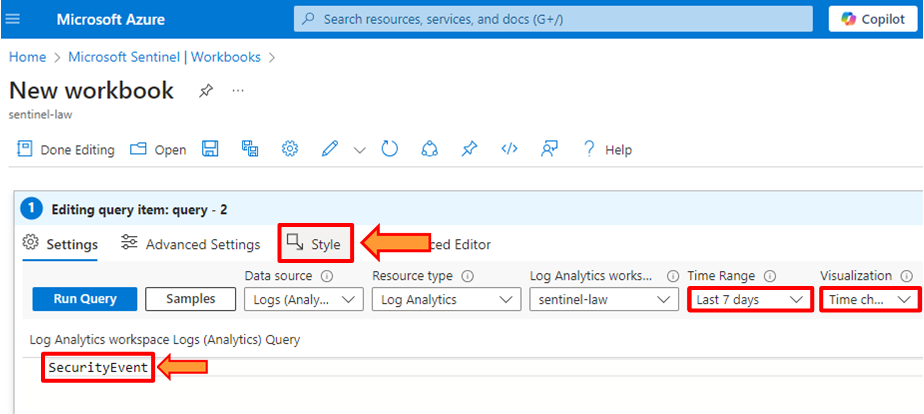 Microsoft Azure
Search resources, services, and docs (G+/)
Copilot
Home > Microsoft Sentinel | Workbooks >
New workbook
...
sentinel-law
Done Editing
Open
Help
1 Editing query item: query - 2
Settings
Advanced Settings
Style
ced Editor
Data source
Resource type
Log Analytics works...
Time Range
Visualization
Run Query
Samples
Logs (Analy...
Log Analytics
sentinel-law
Last 7 days
Time ch...
Log Analytics workspace Logs (Analytics) Query
SecurityEvent